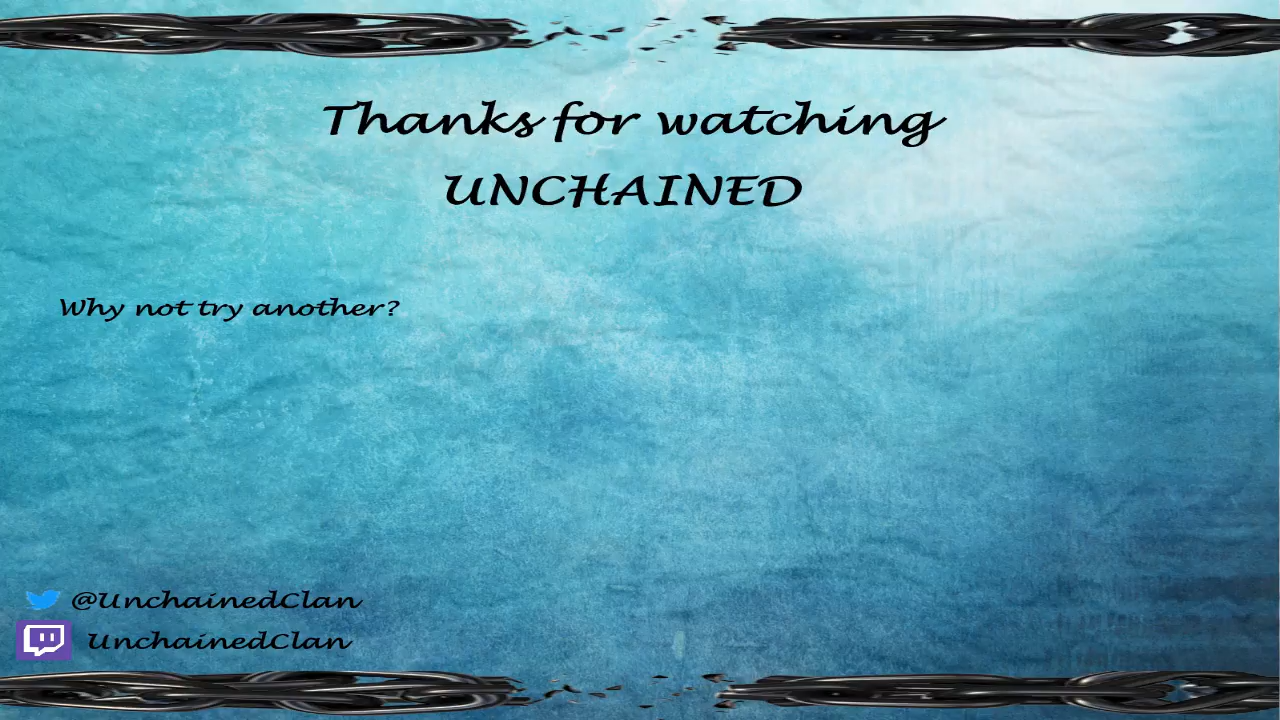 Thanks for watching
UNCHAINED
Why not try another?
@UnchainedClan
UnchainedClan